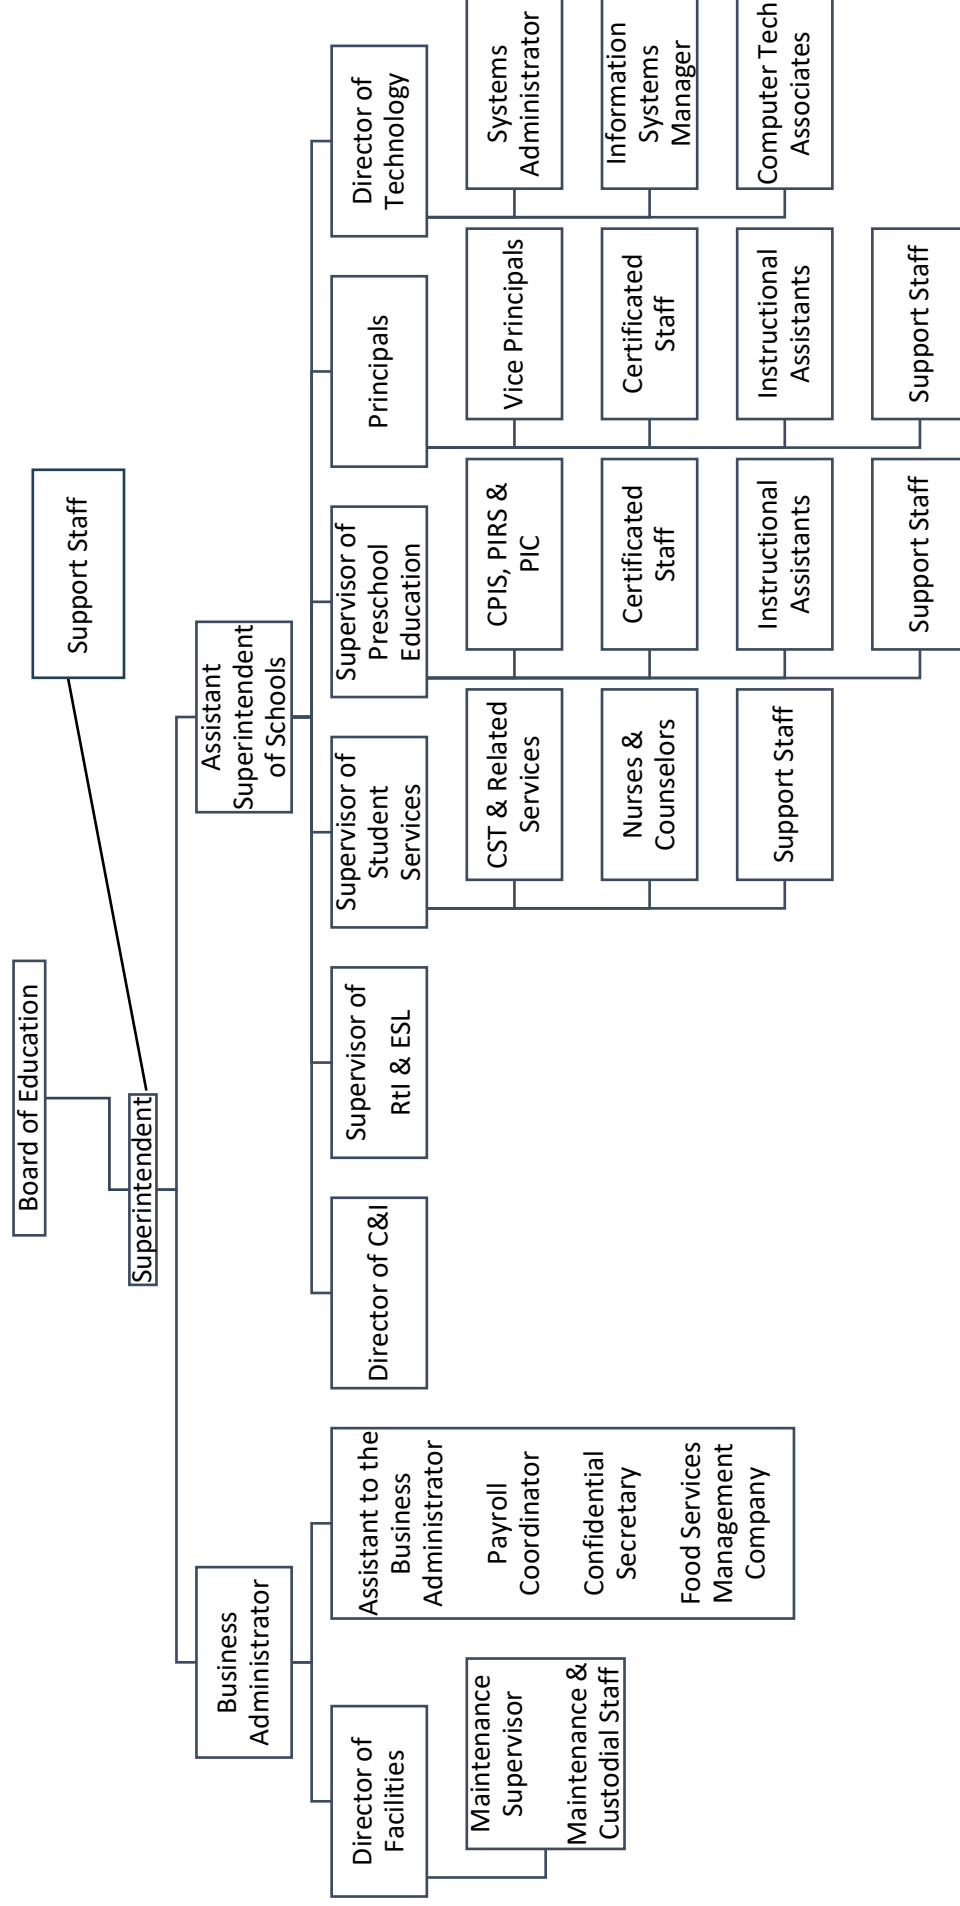 Board of Education
Superintendent
Support Staff
Business
Administrator
Assistant
Superintendent
of Schools
Director of
Facilities
Maintenance
Supervisor
Maintenance &
Custodial Staff
Assistant to the
Business
Administrator
Payroll
Coordinator
Confidential
Secretary
Food Services
Management
Company
Director of C&I
Supervisor of
RtI & ESL
Supervisor of
Student
Services
CST & Related
Services
Nurses &
Counselors
Support Staff
Supervisor of
Preschool
Education
CPIS, PIRS &
PIC
Certificated
Staff
Instructional
Assistants
Support Staff
Principals
Vice Principals
Certificated
Staff
Instructional
Assistants
Support Staff
Director of
Technology
Systems
Administrator
Information
Systems
Manager
Computer Tech
Associates